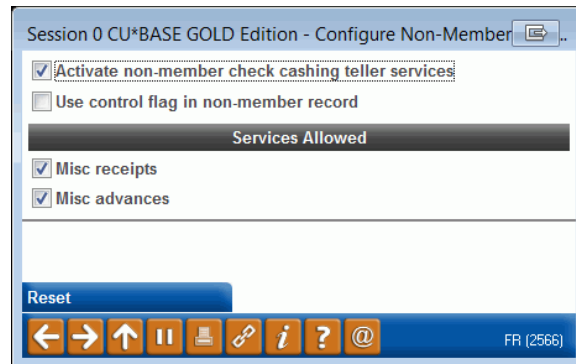 Session 0 CU*BASE GOLD Edition - Configure Non-Member ..
Activate non-member check cashing teller services
Use control flag in non-member record
Services Allowed
Misc receipts
Misc advances
Reset
i ? @ FR (2566)